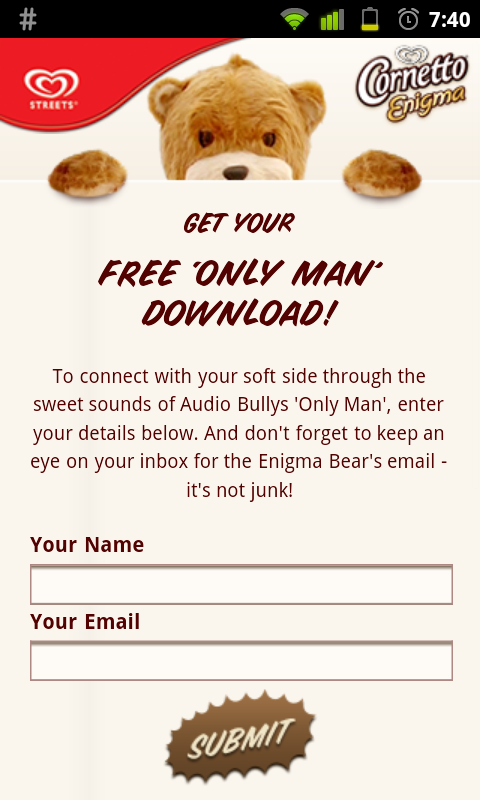 7:40
STREETS®
Cornetto
Enigma
GET YOUR
FREE 'ONLY MAN'
DOWNLOAD!
To connect with your soft side through the
sweet sounds of Audio Bullys 'Only Man', enter
your details below. And don't forget to keep an
eye on your inbox for the Enigma Bear's email -
it's not junk!
Your Name
Your Email
SUBMIT